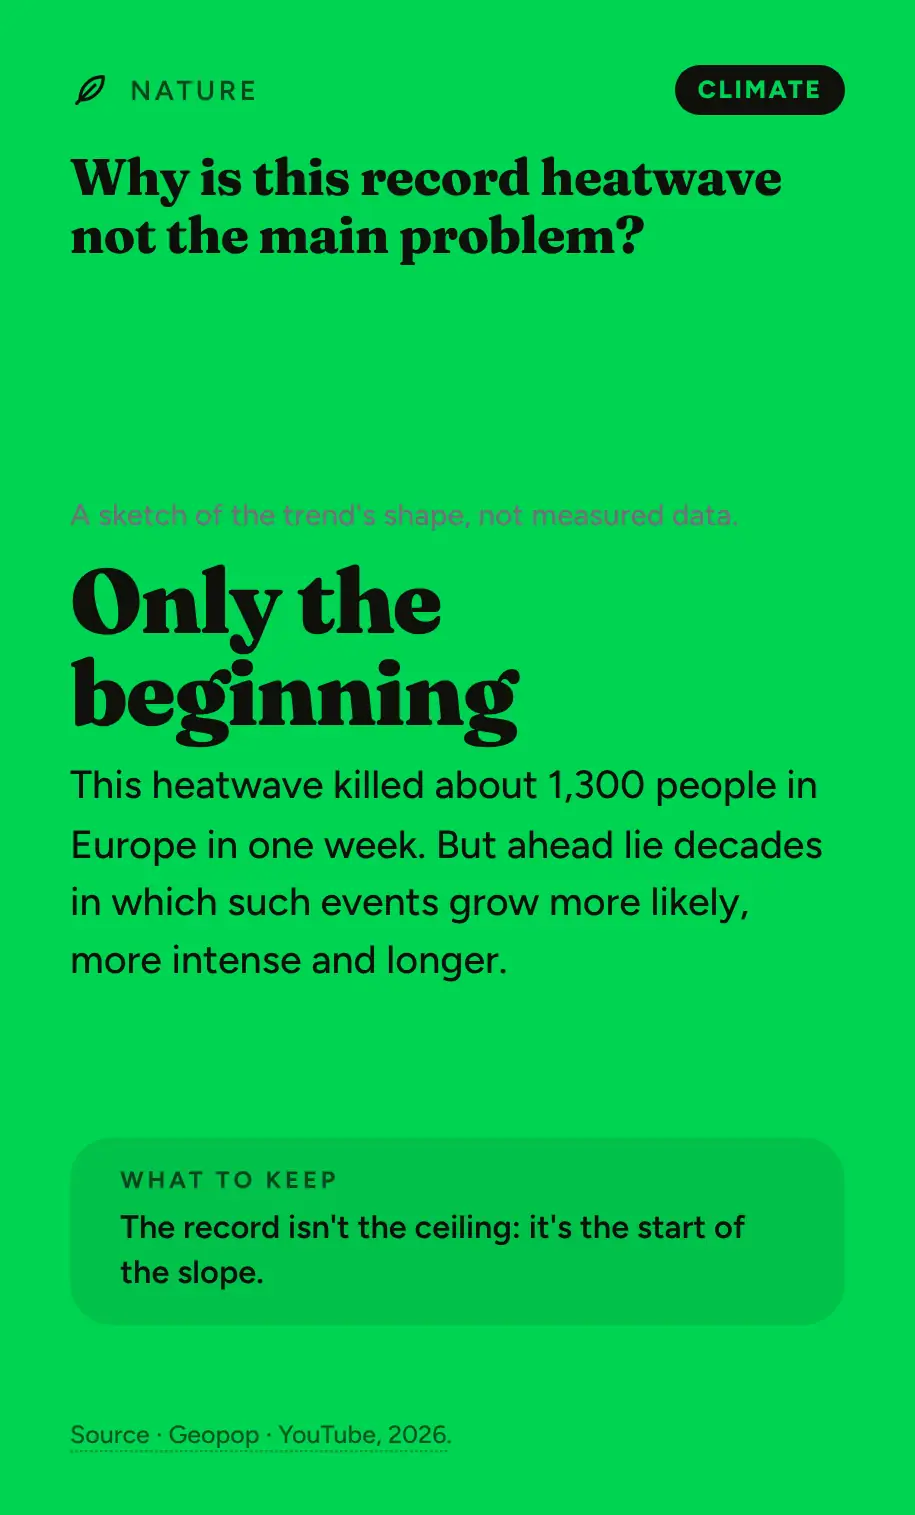 NATURE
CLIMATE
Why is this record heatwave
not the main problem?
A sketch of the trend's shape, not measured data.
Only the
beginning
This heatwave killed about 1,300 people in
Europe in one week. But ahead lie decades
in which such events grow more likely,
more intense and longer.
WHAT TO KEEP
The record isn't the ceiling: it's the start of
the slope.
Source · Geopop · YouTube, 2026.